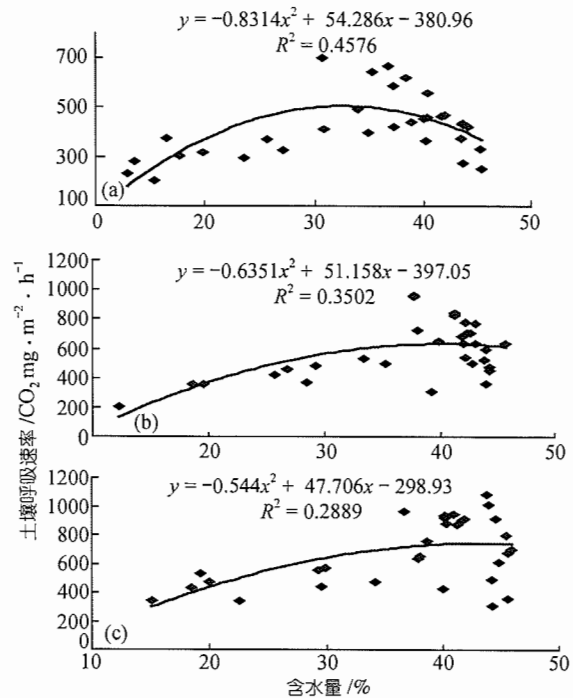 y = −0.8314x² + 54.286x − 380.96
R² = 0.4576
700
500
300
100
(a)
0 20 30 40 50
y = −0.6351x² + 51.158x − 397.05
R² = 0.3502
1200
1000
800
600
400
200
0
(b)
20 30 40 50
y = −0.544x² + 47.706x − 298.93
R² = 0.2889
1200
1000
800
600
400
200
0
(c)
10 20 30 40 50
土壤呼吸速率 /CO₂ mg · m⁻² · h⁻¹
含水量 /%